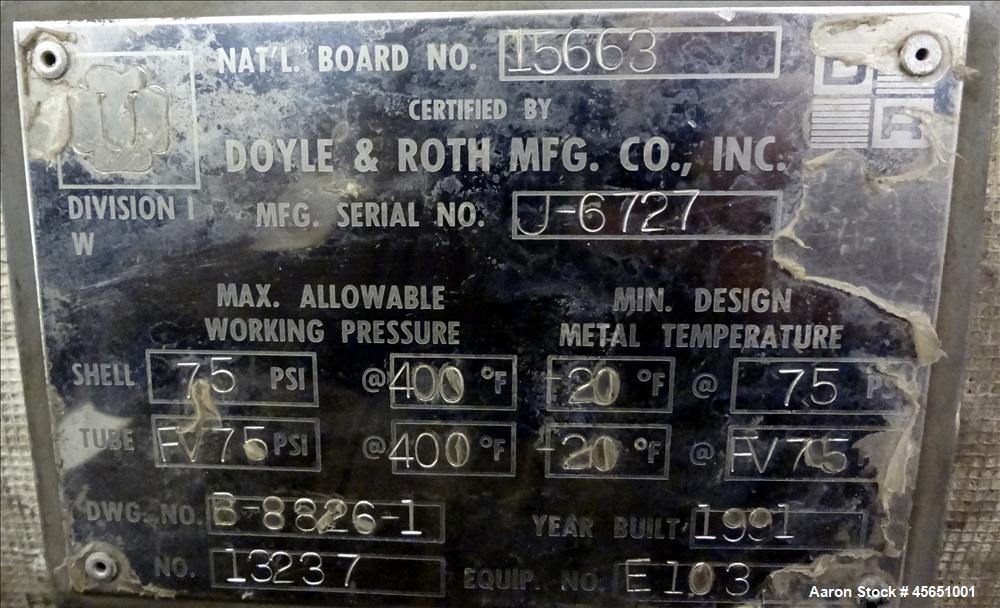 NAT'L. BOARD NO. 15663
U
CERTIFIED BY
DOYLE & ROTH MFG. CO., INC.
DIVISION 1
W
MFG. SERIAL NO. J-6727
MAX. ALLOWABLE WORKING PRESSURE
MIN. DESIGN METAL TEMPERATURE
SHELL 75 PSI @ 400 °F -20 °F @ 75 PS
TUBE FV75 PSI @ 400 °F -20 °F @ FV75
DWG. NO. B-8826-1 YEAR BUILT 1991
NO. 13237 EQUIP. NO. E103
Aaron Stock # 45651001